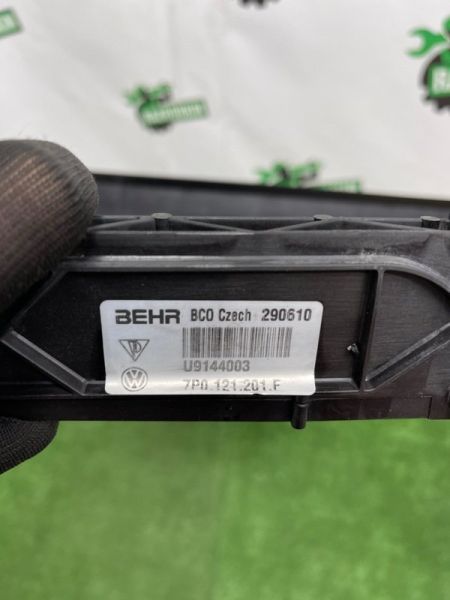 BEHR BCO Czech 290610
U9144003
7P0.121.201.F